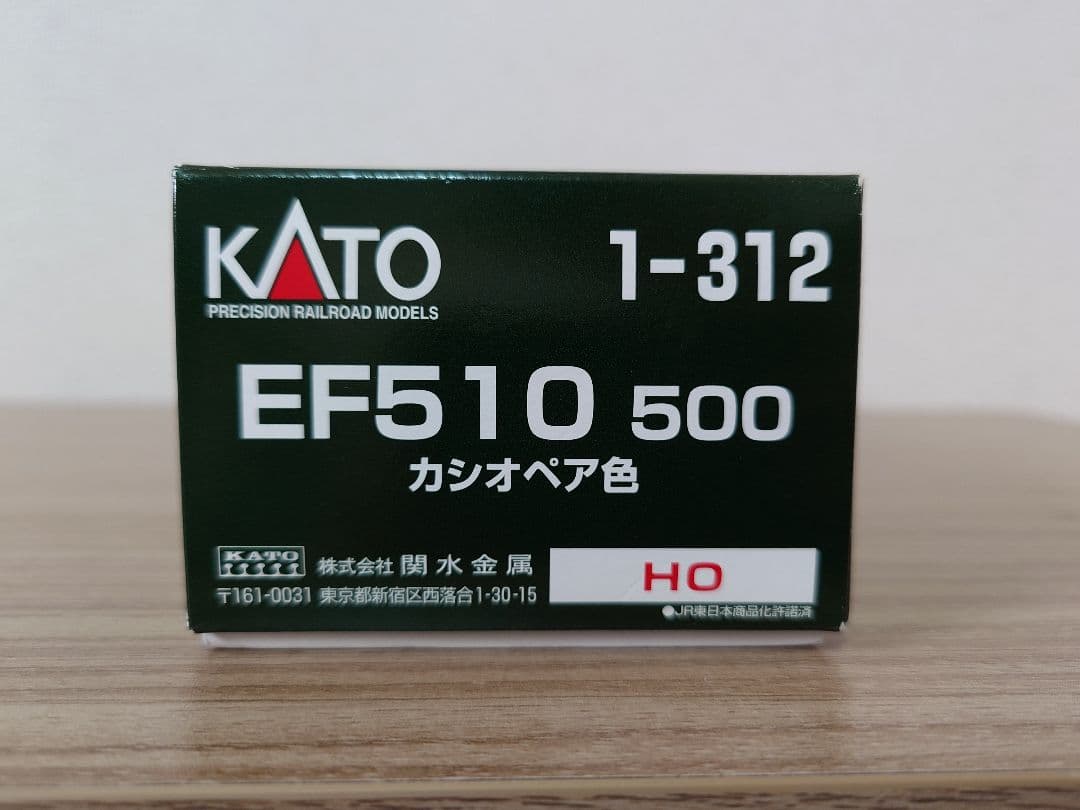 KATO 1-312
PRECISION RAILROAD MODELS
EF510 500
カシオペア色
KATO 株式会社 関水金属
〒161-0031 東京都新宿区西落合1-30-15
HO
●JR東日本商品化許諾済